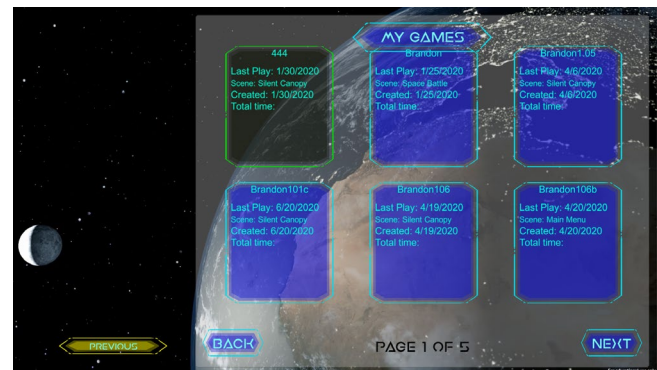 MY GAMES
444
Last Play: 1/30/2020
Scene: Silent Canopy
Created: 1/30/2020
Total time:
Brandon
Last Play: 1/25/2020
Scene: Space Battle
Created: 1/25/2020
Total time:
Brandon1.05
Last Play: 4/6/2020
Scene: Silent Canopy
Created: 4/6/2020
Total time:
Brandon101c
Last Play: 6/20/2020
Scene: Silent Canopy
Created: 6/20/2020
Total time:
Brandon106
Last Play: 4/19/2020
Scene: Silent Canopy
Created: 4/19/2020
Total time:
Brandon106b
Last Play: 4/20/2020
Scene: Main Menu
Created: 4/20/2020
Total time:
PREVIOUS
BACK
PAGE 1 OF 5
NEXT